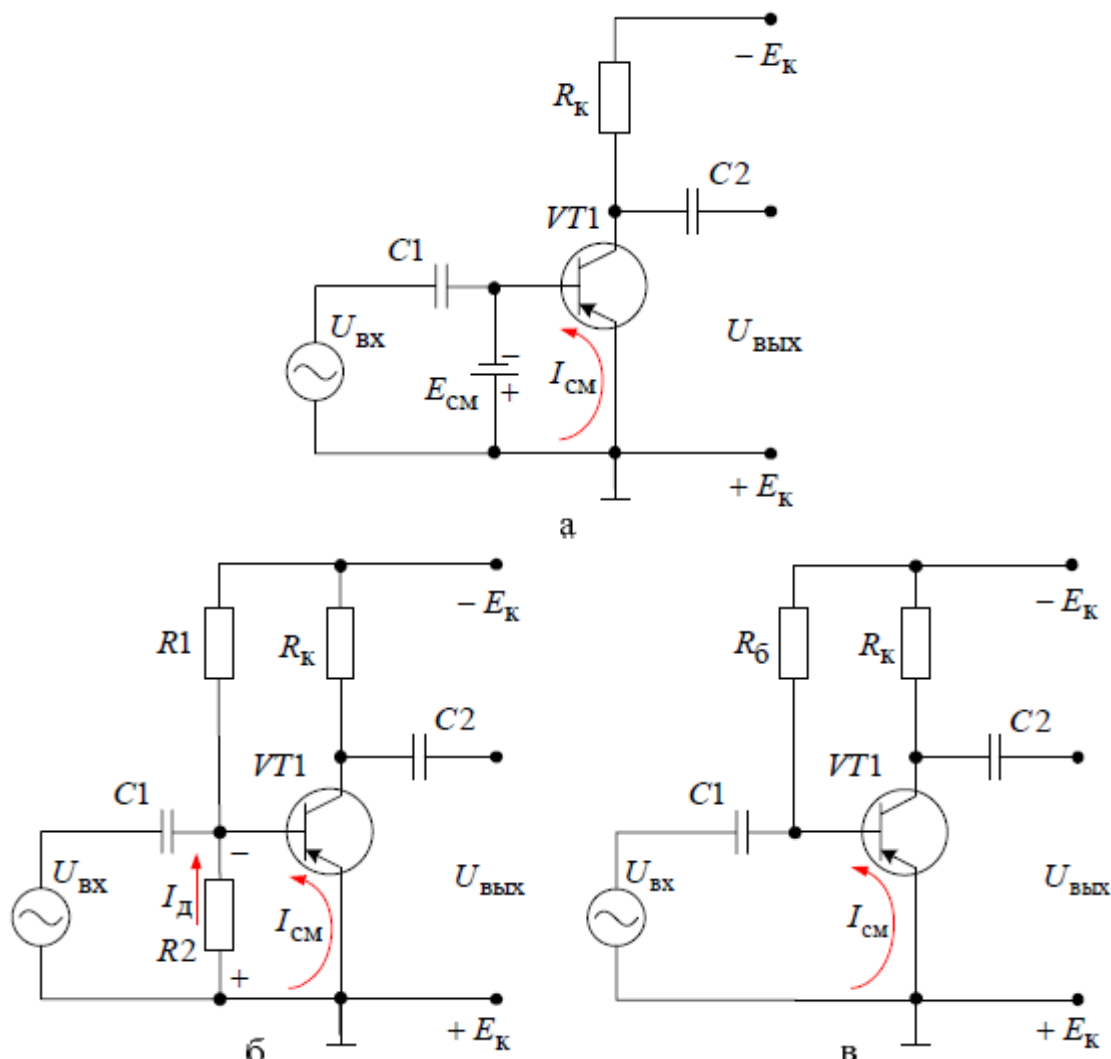 − Eк
Rк
C2
VT1
C1
Uвх
Uвых
−
Eсм
+
Iсм
+ Eк
а
− Eк
R1
Rк
C2
VT1
C1
−
Uвх
Uвых
Iд
Iсм
R2
+
+ Eк
б
− Eк
Rб
Rк
C2
VT1
C1
Uвх
Uвых
Iсм
+ Eк
в